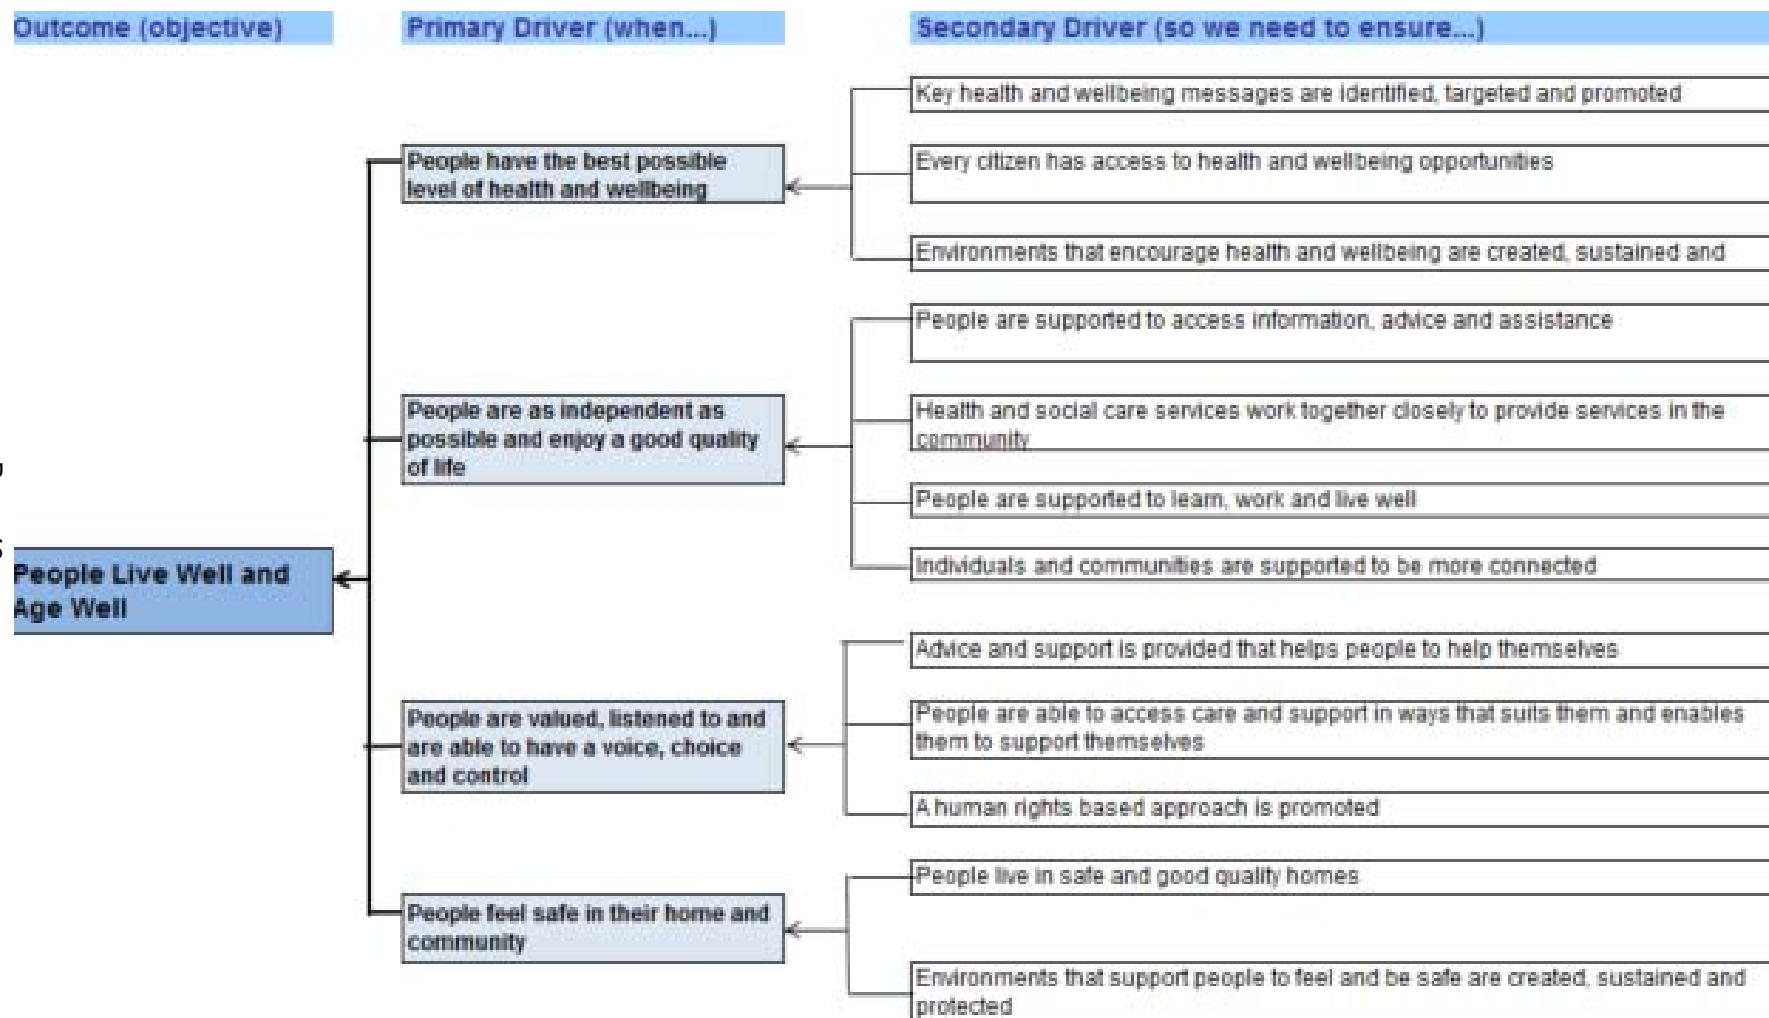 Outcome (objective)
Primary Driver (when...)
Secondary Driver (so we need to ensure...)
People Live Well and
Age Well
People have the best possible
level of health and wellbeing
Key health and wellbeing messages are identified, targeted and promoted
Every citizen has access to health and wellbeing opportunities
Environments that encourage health and wellbeing are created, sustained and
People are as independent as
possible and enjoy a good quality
of life
People are supported to access information, advice and assistance
Health and social care services work together closely to provide services in the
community
People are supported to learn, work and live well
Individuals and communities are supported to be more connected
People are valued, listened to and
are able to have a voice, choice
and control
Advice and support is provided that helps people to help themselves
People are able to access care and support in ways that suits them and enables
them to support themselves
A human rights based approach is promoted
People feel safe in their home and
community
People live in safe and good quality homes
Environments that support people to feel and be safe are created, sustained and
protected